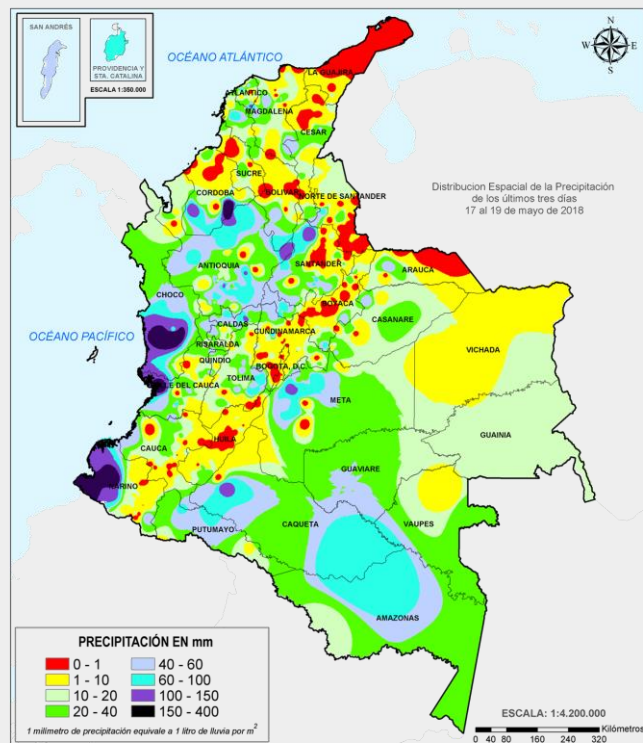 SAN ANDRÉS
PROVIDENCIA Y
STA. CATALINA
ESCALA 1:350.000
OCÉANO ATLÁNTICO
N
W E
S
LA GUAJIRA
ATLANTICO
MAGDALENA
CESAR
SUCRE
CORDOBA
BOLIVAR
NORTE DE SANTANDER
Distribucion Espacial de la Precipitación
de los últimos tres días
17 al 19 de mayo de 2018
ANTIOQUIA
SANTANDER
ARAUCA
CHOCO
BOYACA
CASANARE
OCÉANO PACÍFICO
CALDAS
CUNDINAMARCA
RISARALDA
VICHADA
QUINDIO
BOGOTA, D.C.
TOLIMA
VALLE DEL CAUCA
META
GUAINIA
CAUCA
HUILA
GUAVIARE
NARIÑO
VAUPES
PUTUMAYO
CAQUETA
AMAZONAS
PRECIPITACIÓN EN mm
0 - 1 40 - 60
1 - 10 60 - 100
10 - 20 100 - 150
20 - 40 150 - 400
1 milimetro de precipitación equivale a 1 litro de lluvia por m²
ESCALA: 1:4.200.000
Kilómetros
0 40 80 160 240 320